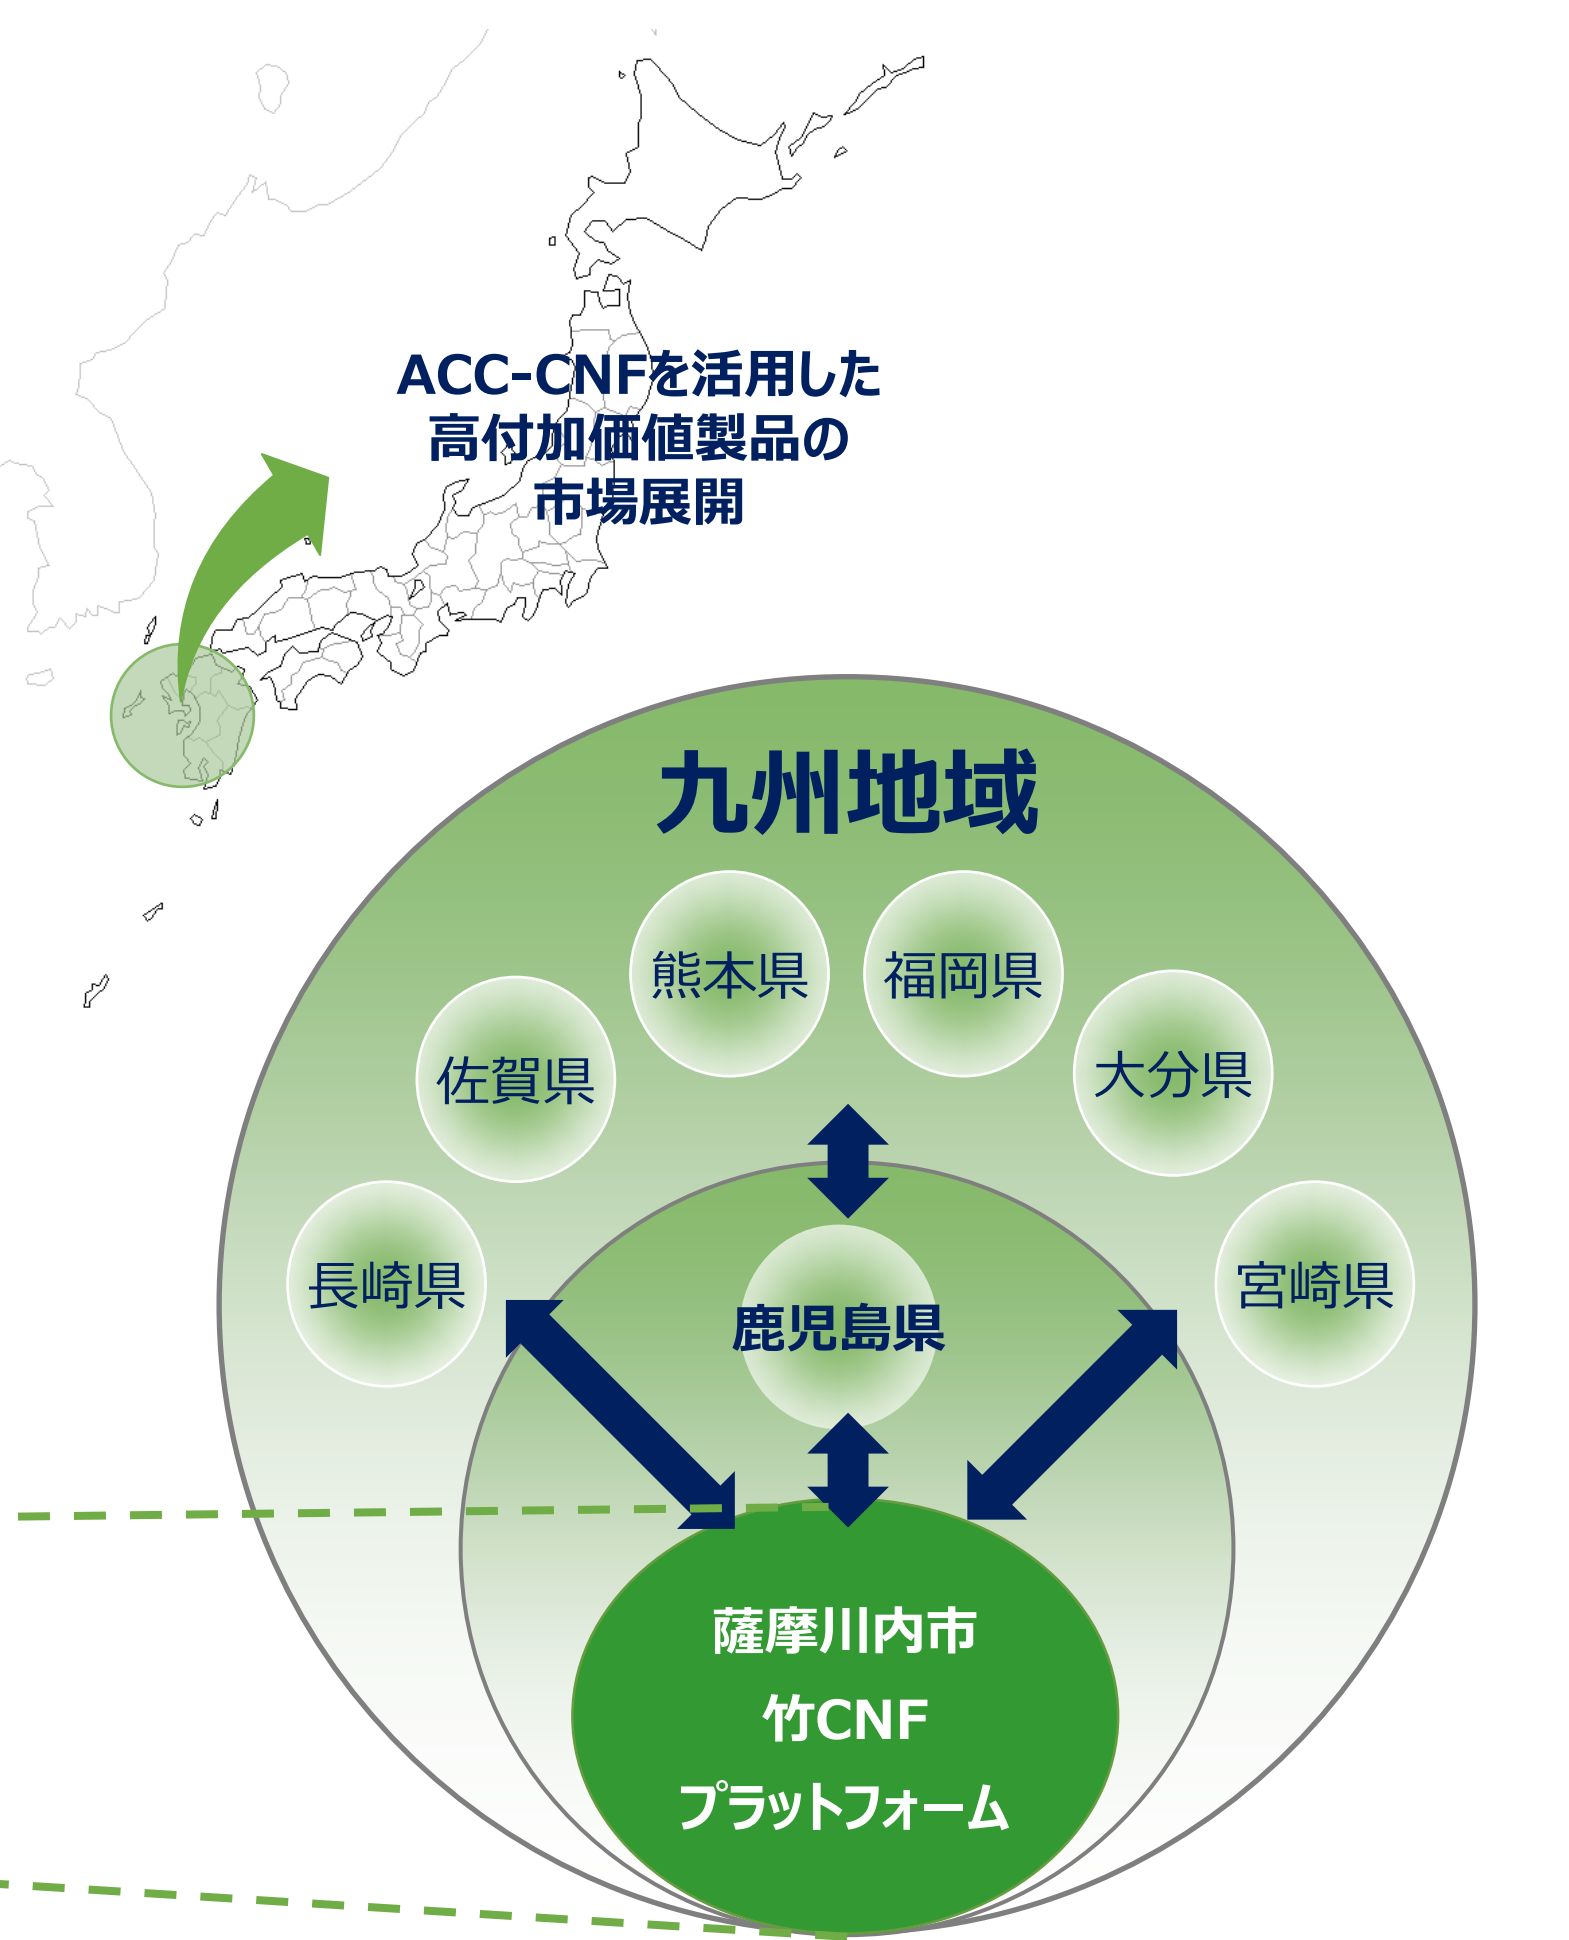 ACC-CNFを活用した
高付加価値製品の
市場展開
九州地域
熊本県
福岡県
佐賀県
大分県
長崎県
宮崎県
鹿児島県
薩摩川内市
竹CNF
プラットフォーム